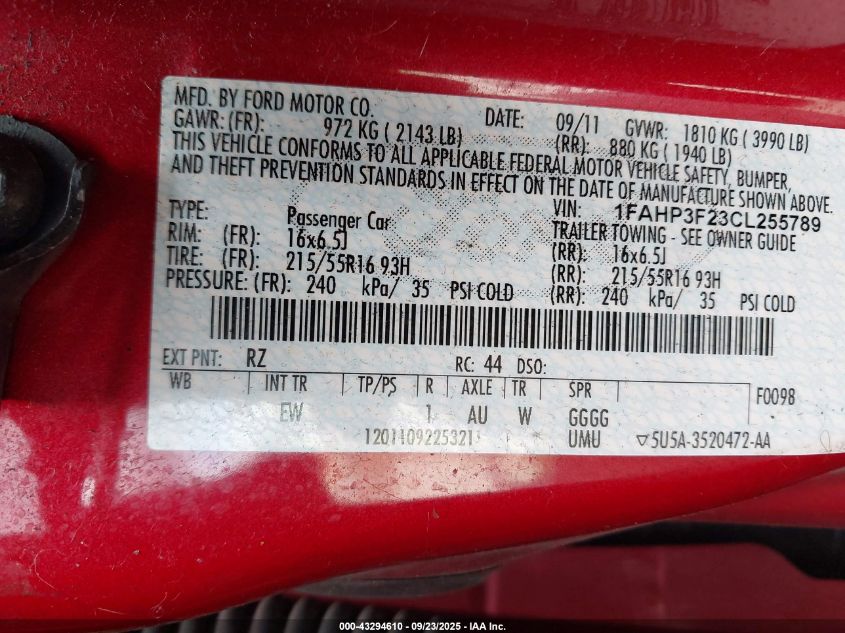 MFD. BY FORD MOTOR CO. DATE: 09/11 GVWR: 1810 KG ( 3990 LB)
GAWR: (FR): 972 KG ( 2143 LB) (RR): 880 KG ( 1940 LB)
THIS VEHICLE CONFORMS TO ALL APPLICABLE FEDERAL MOTOR VEHICLE SAFETY, BUMPER,
AND THEFT PREVENTION STANDARDS IN EFFECT ON THE DATE OF MANUFACTURE SHOWN ABOVE.
VIN: 1FAHP3F23CL255789
TYPE: Passenger Car TRAILER TOWING - SEE OWNER GUIDE
RIM: (FR): 16x6.5J (RR): 16x6.5J
TIRE: (FR): 215/55R16 93H (RR): 215/55R16 93H
PRESSURE: (FR): 240 kPa/ 35 PSI COLD (RR): 240 kPa/ 35 PSI COLD
EXT PNT: RZ RC: 44 DSO:
WB INT TR TP/PS R AXLE TR SPR F0098
EW 1 AU W GGGG
1201109225321 UMU ▽5U5A-3520472-AA
000-43294610 - 09/23/2025 - IAA Inc.